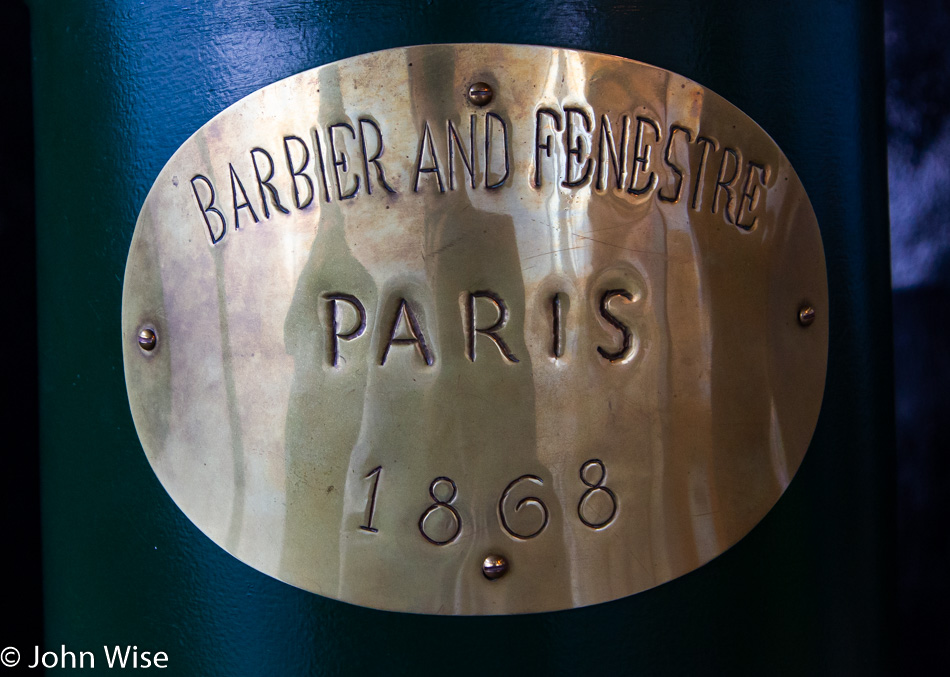 BARBIER AND FENESTRE
PARIS
1868
© John Wise